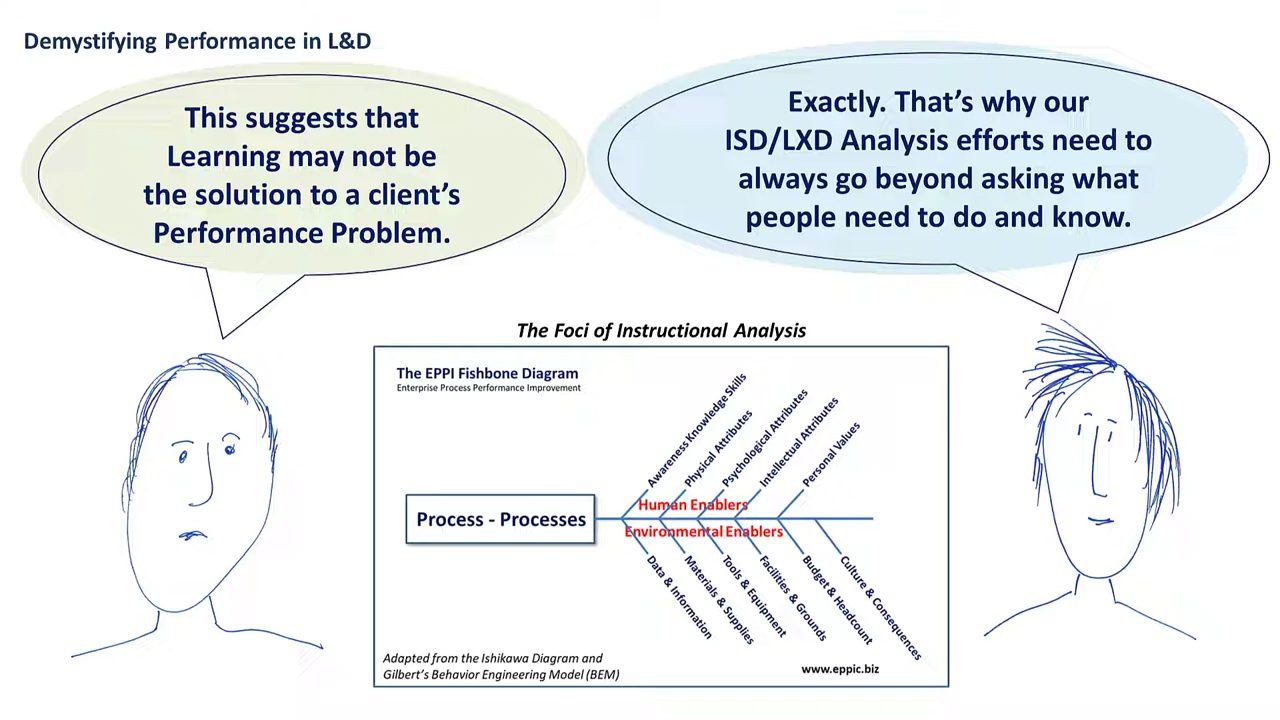 Demystifying Performance in L&D
This suggests that
Learning may not be
the solution to a client’s
Performance Problem.
Exactly. That’s why our
ISD/LXD Analysis efforts need to
always go beyond asking what
people need to do and know.
The Foci of Instructional Analysis
The EPPI Fishbone Diagram
Enterprise Process Performance Improvement
Awareness Knowledge Skills
Physical Attributes
Psychological Attributes
Intellectual Attributes
Personal Values
Human Enablers
Process - Processes
Environmental Enablers
Data & Information
Materials & Supplies
Tools & Equipment
Facilities & Grounds
Budget & Headcount
Culture & Consequences
Adapted from the Ishikawa Diagram and
Gilbert’s Behavior Engineering Model (BEM)
www.eppic.biz